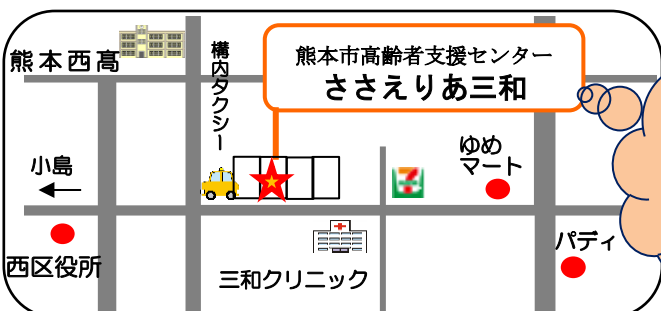 熊本西高
構内タクシー
熊本市高齢者支援センター
ささえりあ三和
小島
ゆめ
マート
7
西区役所
三和クリニック
パディ